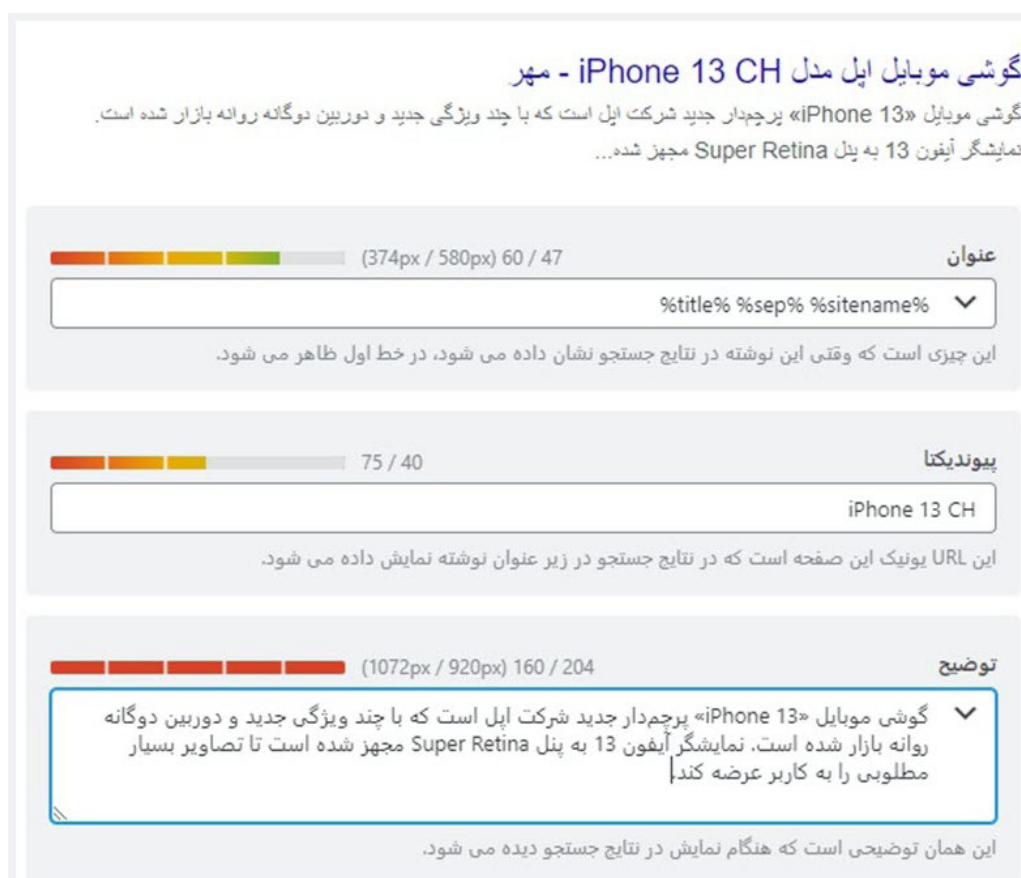 گوشی موبایل اپل مدل iPhone 13 CH - مهر
گوشی موبایل «iPhone 13» پرچم‌دار جدید شرکت اپل است که با چند ویژگی جدید و دوربین دوگانه روانه بازار شده است.
نمایشگر آیفون 13 به پنل Super Retina مجهز شده...
عنوان
47 / 60 (580px / 374px)
%title% %sep% %sitename%
این چیزی است که وقتی این نوشته در نتایج جستجو نشان داده می شود، در خط اول ظاهر می شود.
پیوندیکتا
40 / 75
iPhone 13 CH
این URL یونیک این صفحه است که در نتایج جستجو در زیر عنوان نوشته نمایش داده می شود.
توضیح
204 / 160 (920px / 1072px)
گوشی موبایل «iPhone 13» پرچم‌دار جدید شرکت اپل است که با چند ویژگی جدید و دوربین دوگانه
روانه بازار شده است. نمایشگر آیفون 13 به پنل Super Retina مجهز شده است تا تصاویر بسیار
مطلوبی را به کاربر عرضه کند.
این همان توضیحی است که هنگام نمایش در نتایج جستجو دیده می شود.